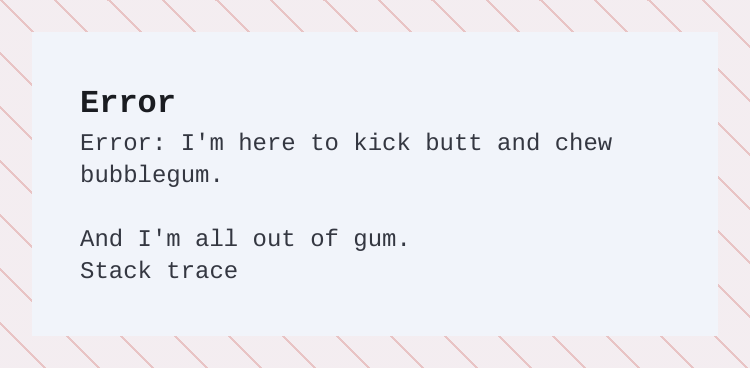 Error
Error: I'm here to kick butt and chew
bubblegum.
And I'm all out of gum.
Stack trace